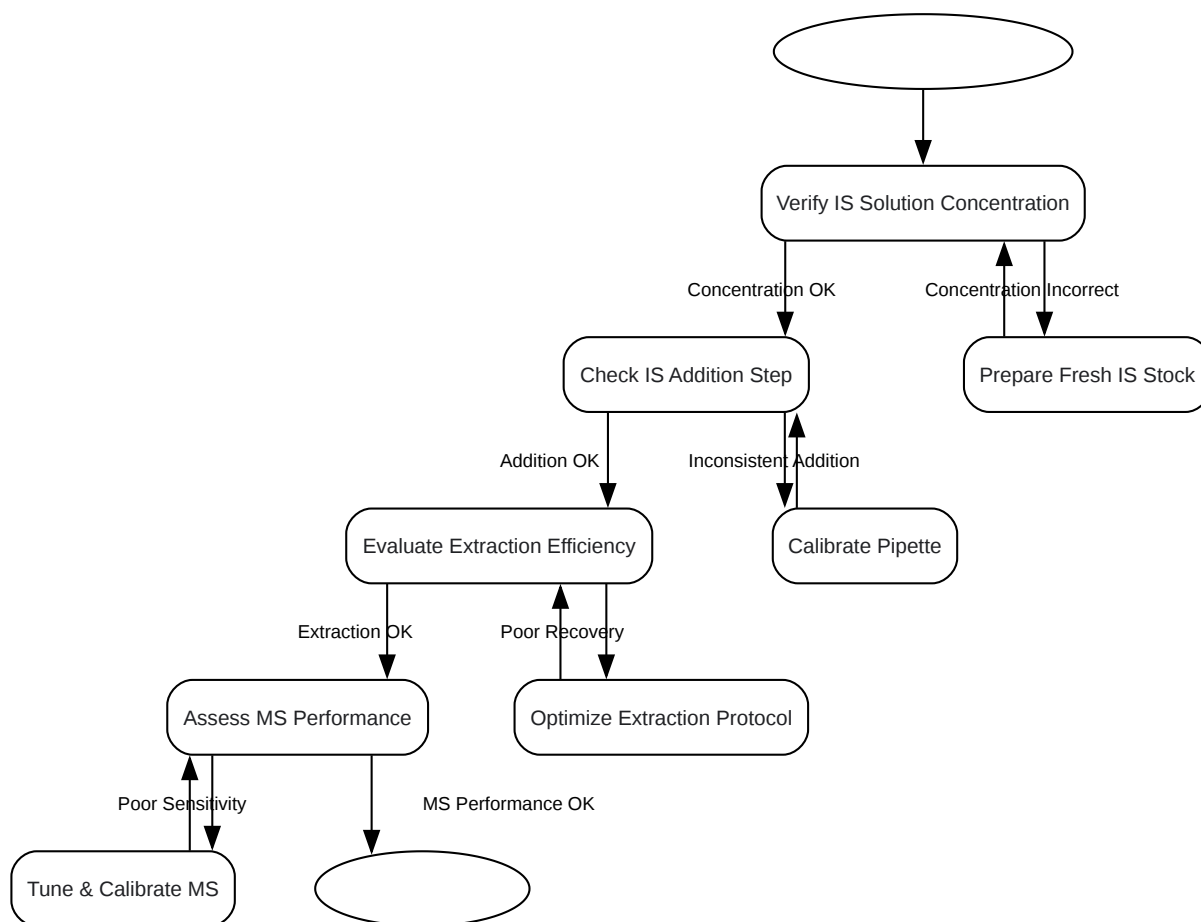 Verify IS Solution Concentration
Concentration OK
Concentration Incorrect
Check IS Addition Step
Prepare Fresh IS Stock
Addition OK
Inconsistent Addition
Evaluate Extraction Efficiency
Calibrate Pipette
Extraction OK
Poor Recovery
Assess MS Performance
Optimize Extraction Protocol
Poor Sensitivity
MS Performance OK
Tune & Calibrate MS